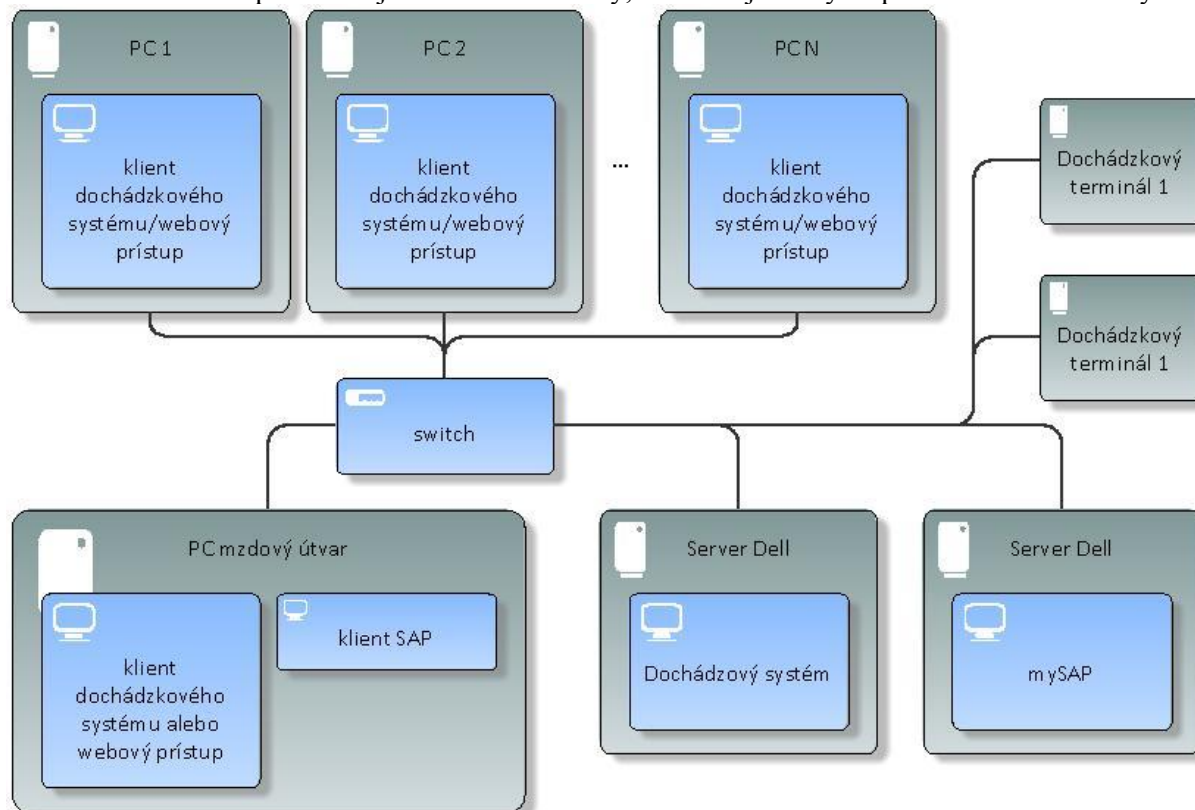 PC 1
klient
dochádzkového
systému/webový
prístup
PC 2
klient
dochádzkového
systému/webový
prístup
...
PC N
klient
dochádzkového
systému/webový
prístup
Dochádzkový
terminál 1
Dochádzkový
terminál 1
switch
PC mzdový útvar
klient
dochádzkového
systému alebo
webový prístup
klient SAP
Server Dell
Dochádzový systém
Server Dell
mySAP